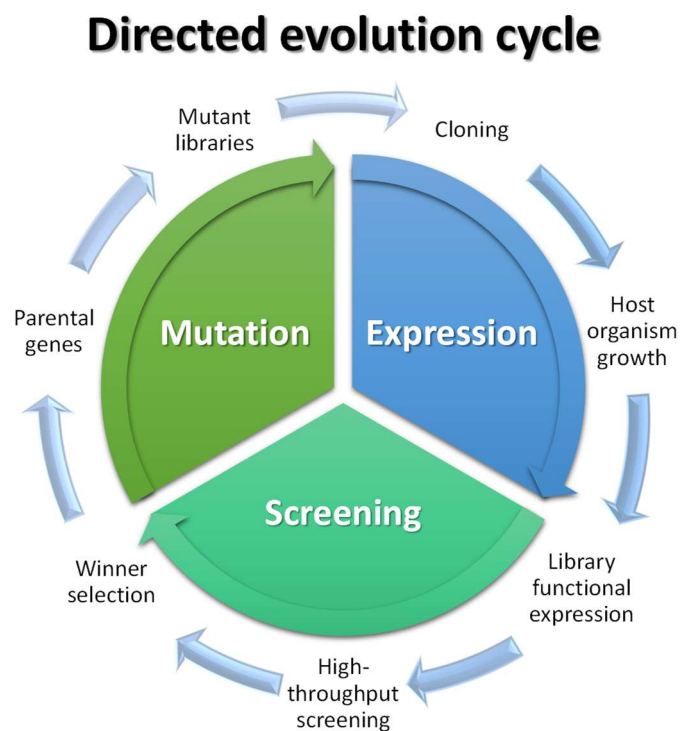 Directed evolution cycle
Mutant
libraries
Cloning
Parental
genes
Mutation
Expression
Host
organism
growth
Screening
Winner
selection
Library
functional
expression
High-
throughput
screening